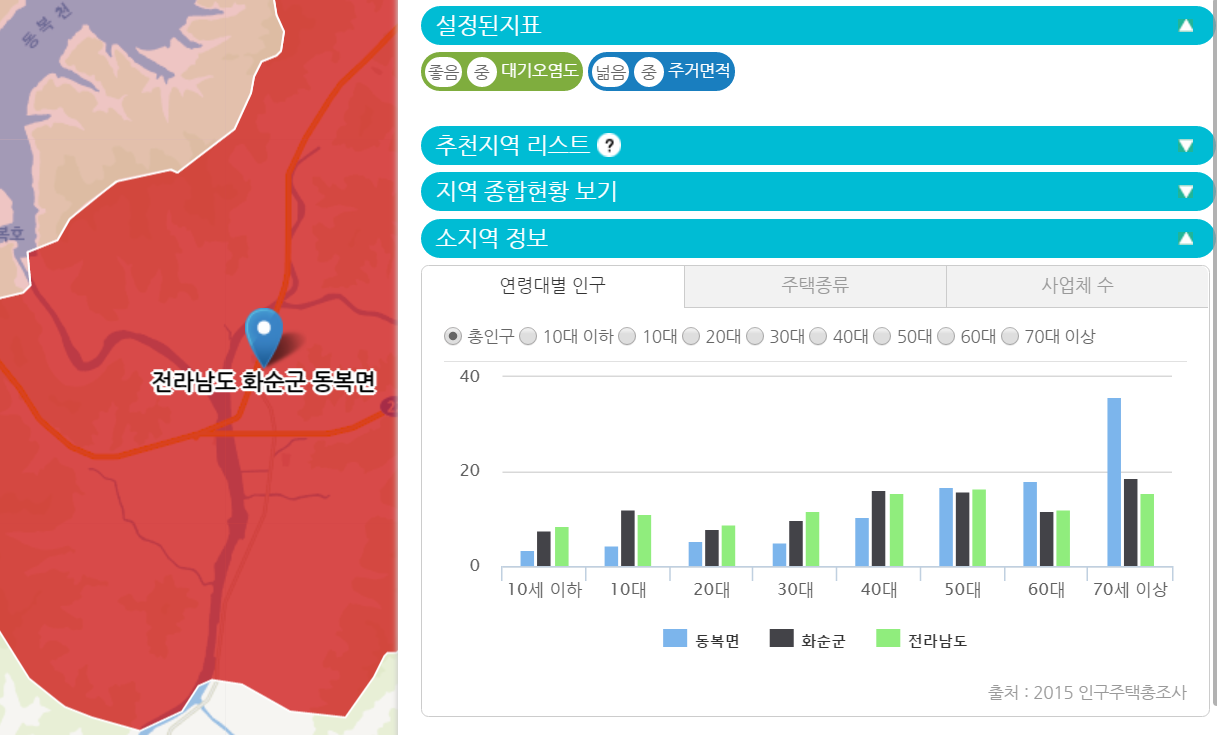 동복천
설정된지표
좋음 중 대기오염도 넓음 중 주거면적
추천지역 리스트 ?
지역 종합현황 보기
소지역 정보
연령대별 인구 주택종류 사업체 수
총인구 10대 이하 10대 20대 30대 40대 50대 60대 70대 이상
전라남도 화순군 동복면
40
20
0
10세 이하 10대 20대 30대 40대 50대 60대 70세 이상
동복면 화순군 전라남도
출처 : 2015 인구주택총조사